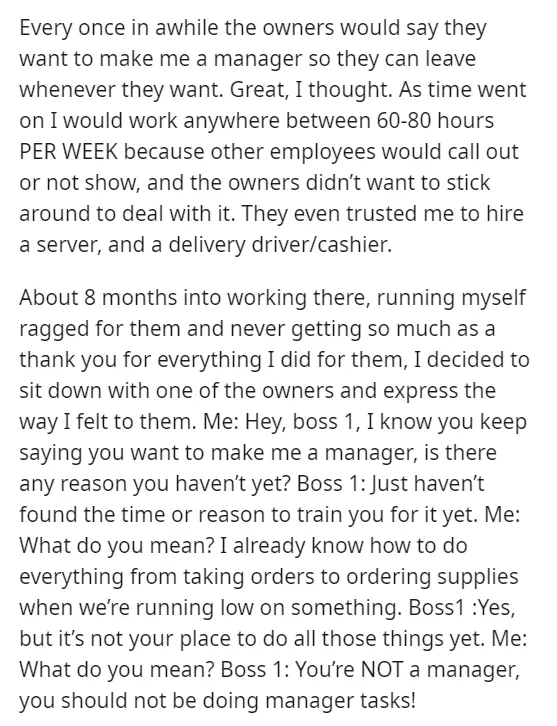 Every once in awhile the owners would say they
want to make me a manager so they can leave
whenever they want. Great, I thought. As time went
on I would work anywhere between 60-80 hours
PER WEEK because other employees would call out
or not show, and the owners didn’t want to stick
around to deal with it. They even trusted me to hire
a server, and a delivery driver/cashier.
About 8 months into working there, running myself
ragged for them and never getting so much as a
thank you for everything I did for them, I decided to
sit down with one of the owners and express the
way I felt to them. Me: Hey, boss 1, I know you keep
saying you want to make me a manager, is there
any reason you haven’t yet? Boss 1: Just haven’t
found the time or reason to train you for it yet. Me:
What do you mean? I already know how to do
everything from taking orders to ordering supplies
when we’re running low on something. Boss1 :Yes,
but it’s not your place to do all those things yet. Me:
What do you mean? Boss 1: You’re NOT a manager,
you should not be doing manager tasks!